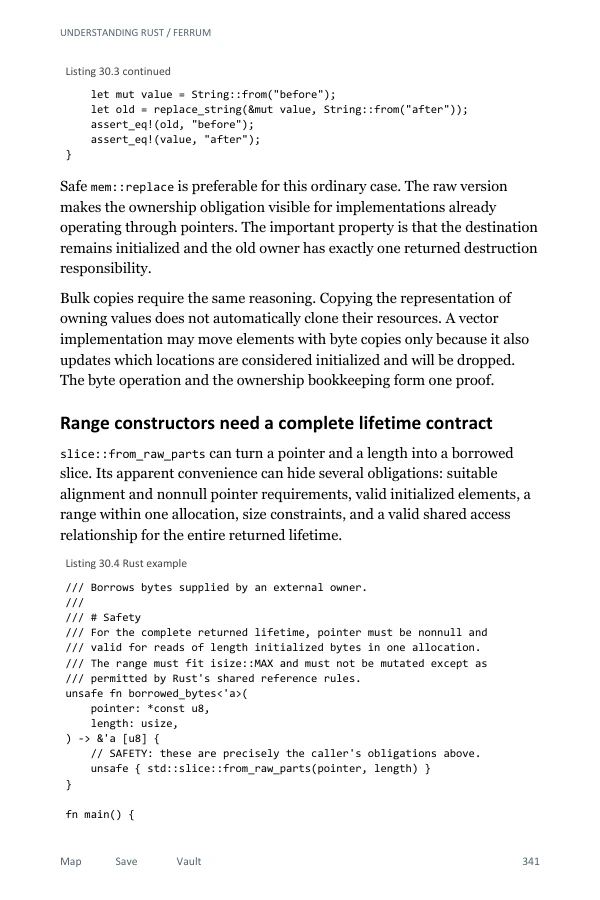 UNDERSTANDING RUST / FERRUM
Listing 30.3 continued
    let mut value = String::from("before");
    let old = replace_string(&mut value, String::from("after"));
    assert_eq!(old, "before");
    assert_eq!(value, "after");
}
Safe mem::replace is preferable for this ordinary case. The raw version
makes the ownership obligation visible for implementations already
operating through pointers. The important property is that the destination
remains initialized and the old owner has exactly one returned destruction
responsibility.
Bulk copies require the same reasoning. Copying the representation of
owning values does not automatically clone their resources. A vector
implementation may move elements with byte copies only because it also
updates which locations are considered initialized and will be dropped.
The byte operation and the ownership bookkeeping form one proof.
Range constructors need a complete lifetime contract
slice::from_raw_parts can turn a pointer and a length into a borrowed
slice. Its apparent convenience can hide several obligations: suitable
alignment and nonnull pointer requirements, valid initialized elements, a
range within one allocation, size constraints, and a valid shared access
relationship for the entire returned lifetime.
Listing 30.4 Rust example
/// Borrows bytes supplied by an external owner.
///
/// # Safety
/// For the complete returned lifetime, pointer must be nonnull and
/// valid for reads of length initialized bytes in one allocation.
/// The range must fit isize::MAX and must not be mutated except as
/// permitted by Rust's shared reference rules.
unsafe fn borrowed_bytes<'a>(
    pointer: *const u8,
    length: usize,
) -> &'a [u8] {
    // SAFETY: these are precisely the caller's obligations above.
    unsafe { std::slice::from_raw_parts(pointer, length) }
}

fn main() {
Map Save Vault 341